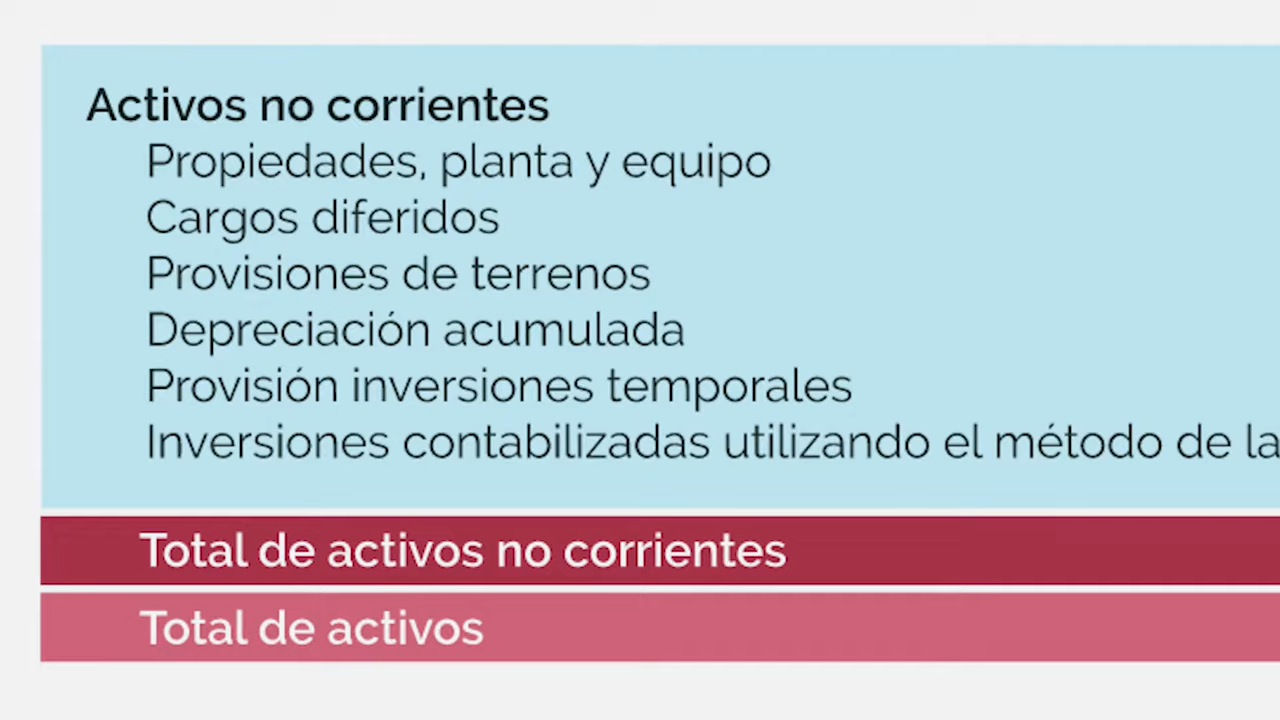 Activos no corrientes
Propiedades, planta y equipo
Cargos diferidos
Provisiones de terrenos
Depreciación acumulada
Provisión inversiones temporales
Inversiones contabilizadas utilizando el método de la
Total de activos no corrientes
Total de activos